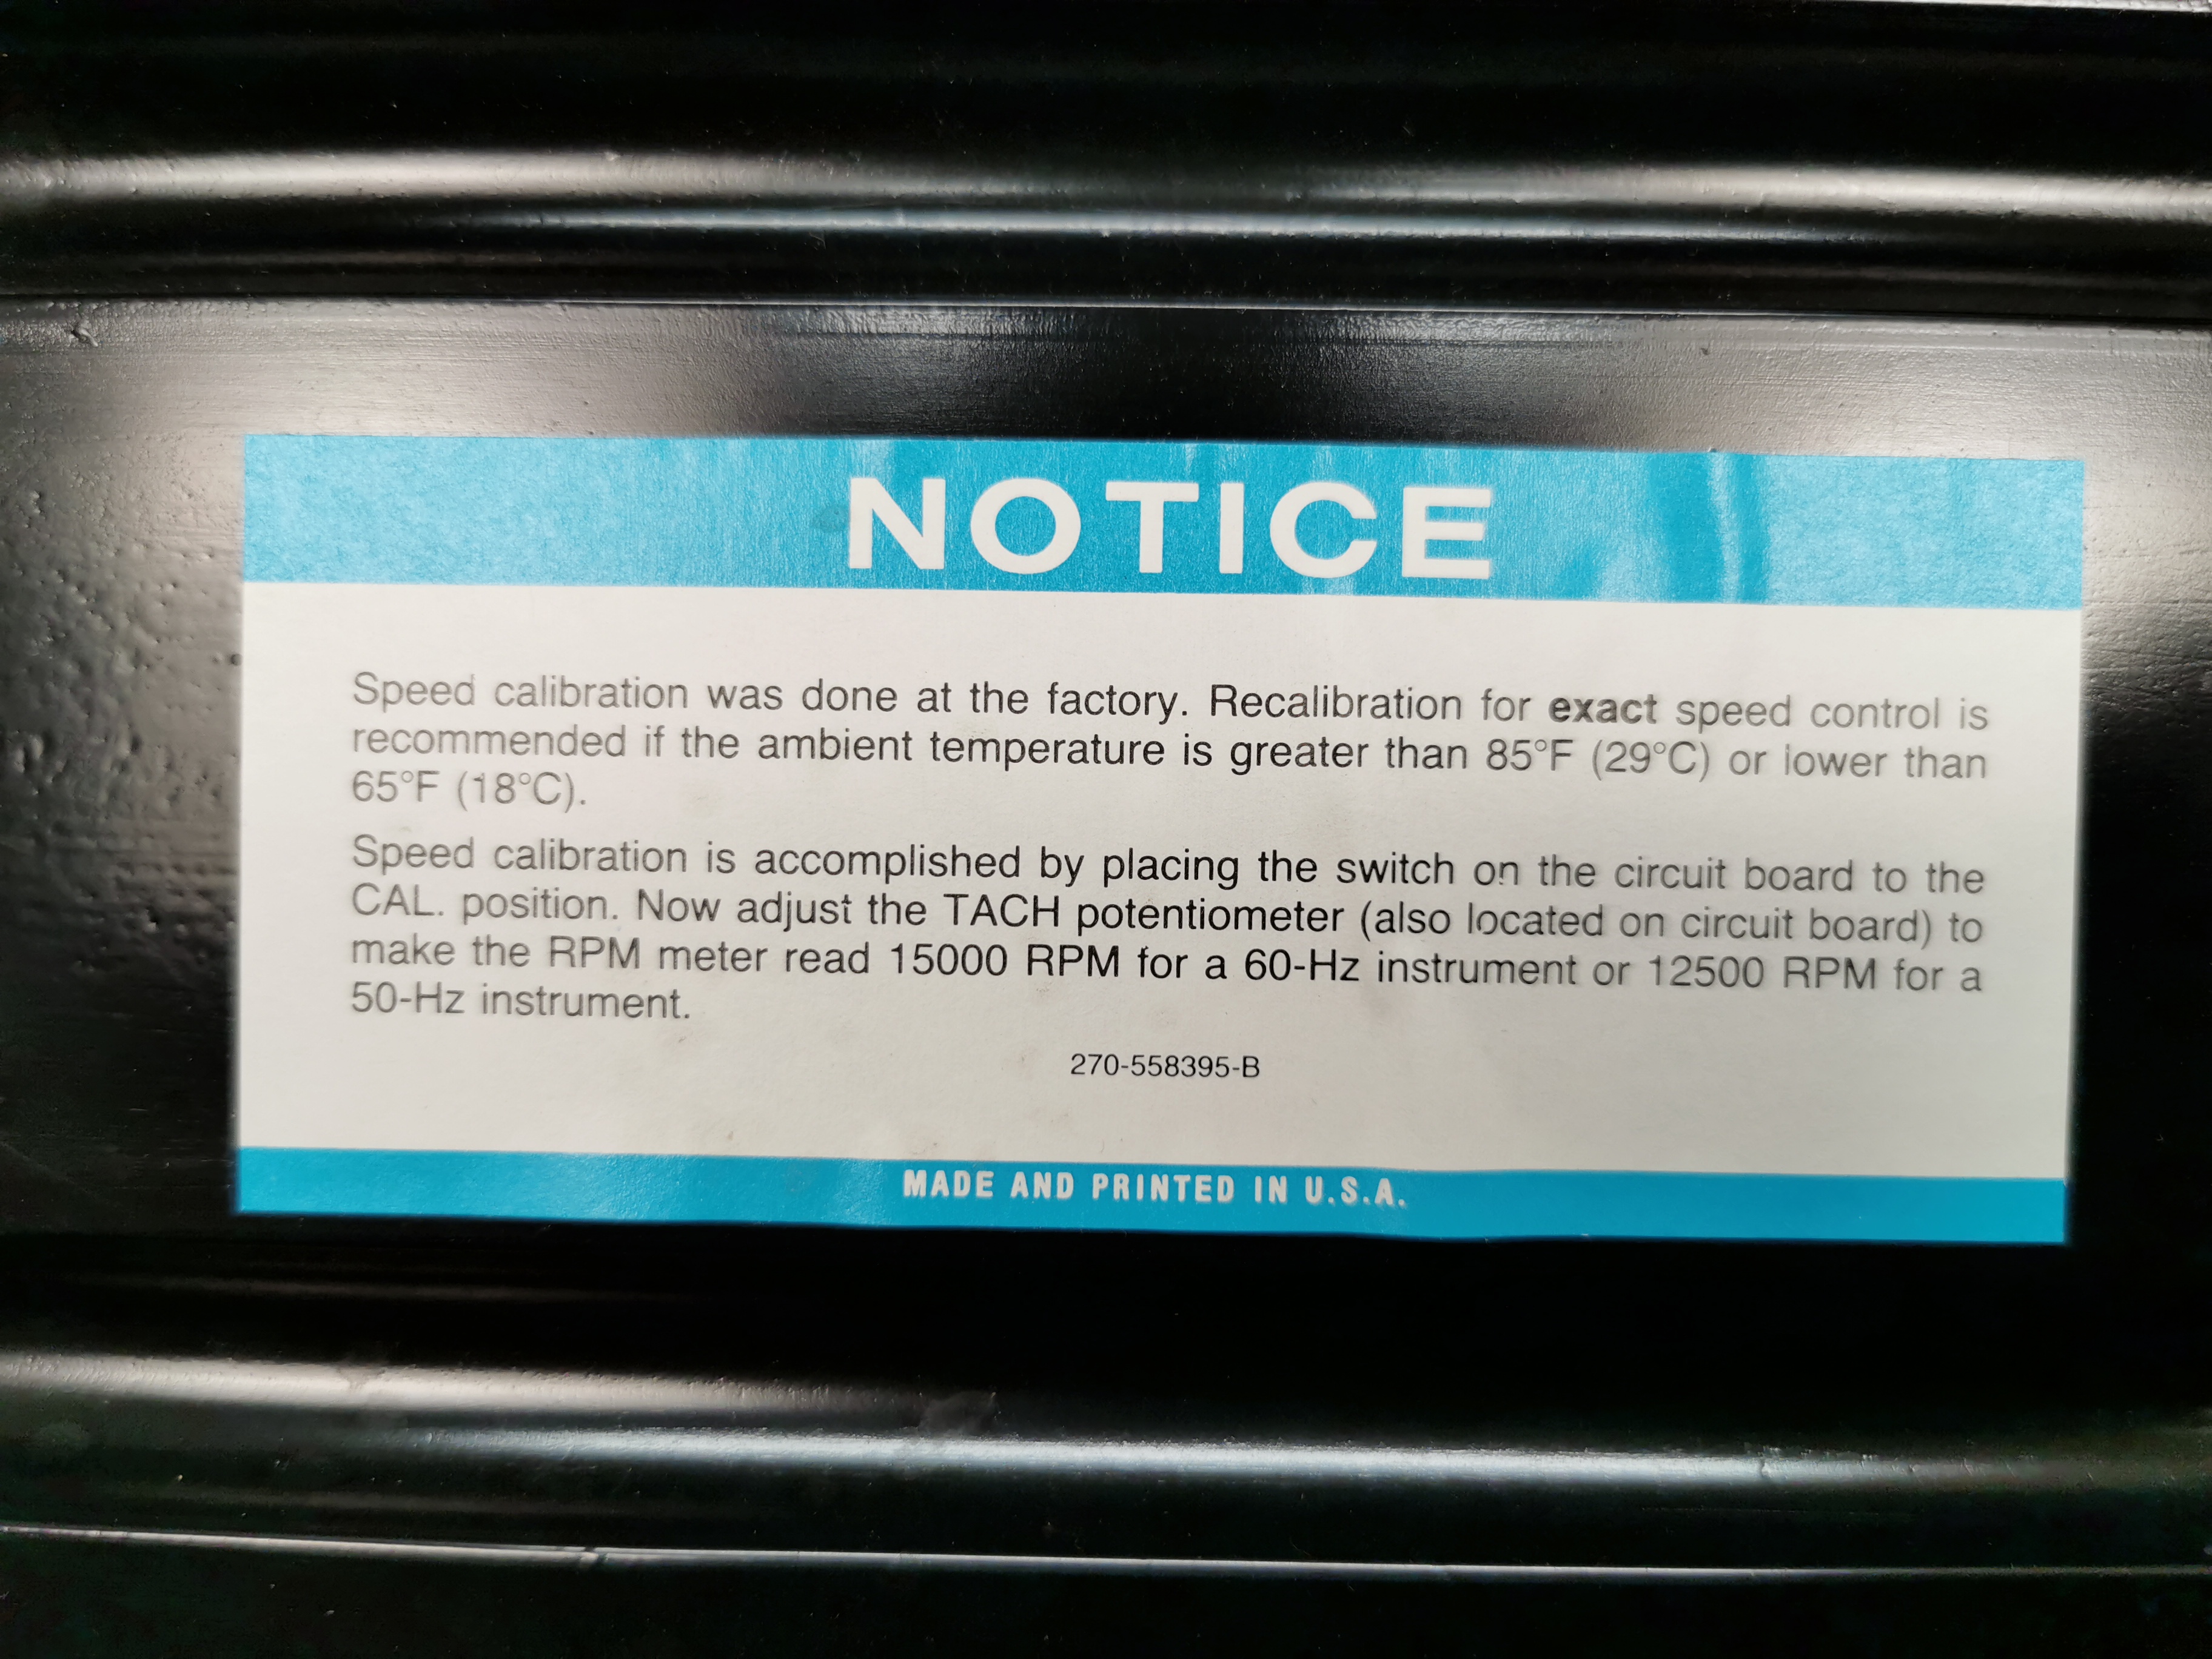 NOTICE
Speed calibration was done at the factory. Recalibration for exact speed control is
recommended if the ambient temperature is greater than 85°F (29°C) or lower than
65°F (18°C).
Speed calibration is accomplished by placing the switch on the circuit board to the
CAL. position. Now adjust the TACH potentiometer (also located on circuit board) to
make the RPM meter read 15000 RPM for a 60-Hz instrument or 12500 RPM for a
50-Hz instrument.
270-558395-B
MADE AND PRINTED IN U.S.A.